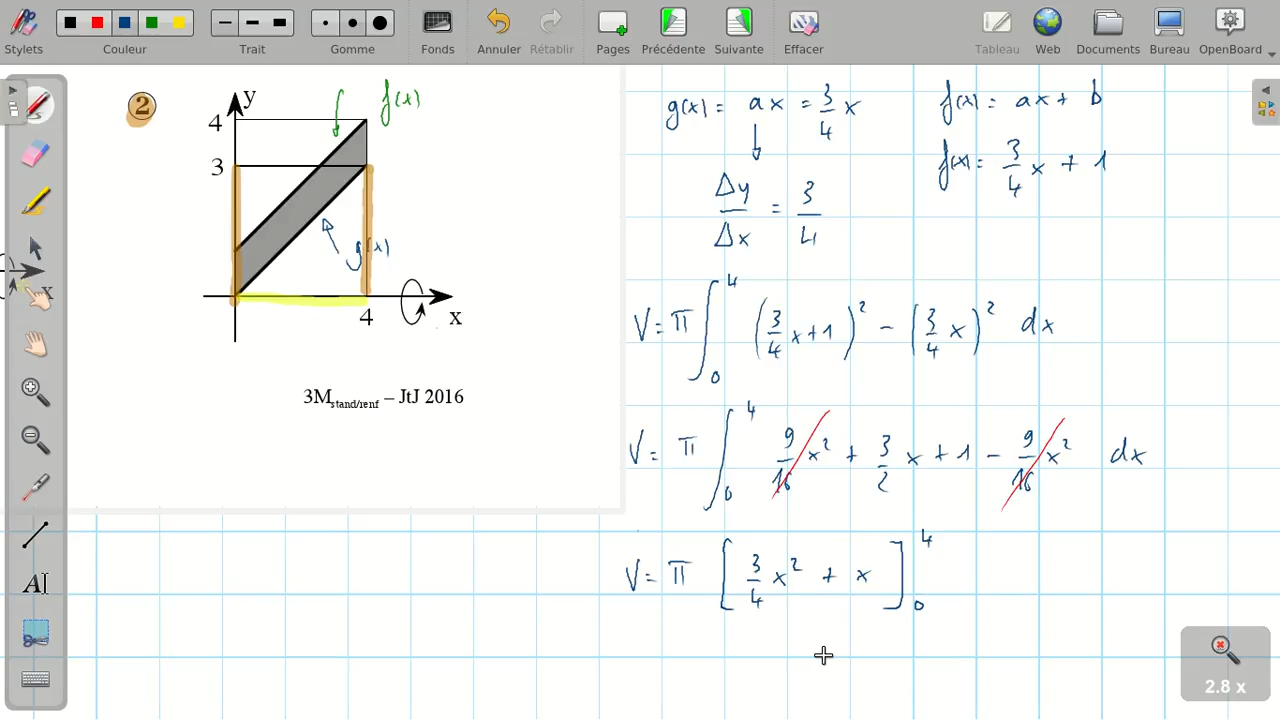 Stylets Couleur Trait Gomme Fonds Annuler Rétablir Pages Précédente Suivante Effacer Tableau Web Documents Bureau OpenBoard
2
y
f(x)
4
3
g(x)
4
x
x
3Mstand/renf – JtJ 2016
g(x) = ax = 3/4 x
Δy/Δx = 3/4
f(x) = ax + b
f(x) = 3/4 x + 1
V = π ∫₀⁴ (3/4 x + 1)² − (3/4 x)² dx
V = π ∫₀⁴ 9/16 x² + 3/2 x + 1 − 9/16 x² dx
V = π [3/4 x² + x]₀⁴
A
2.8 x